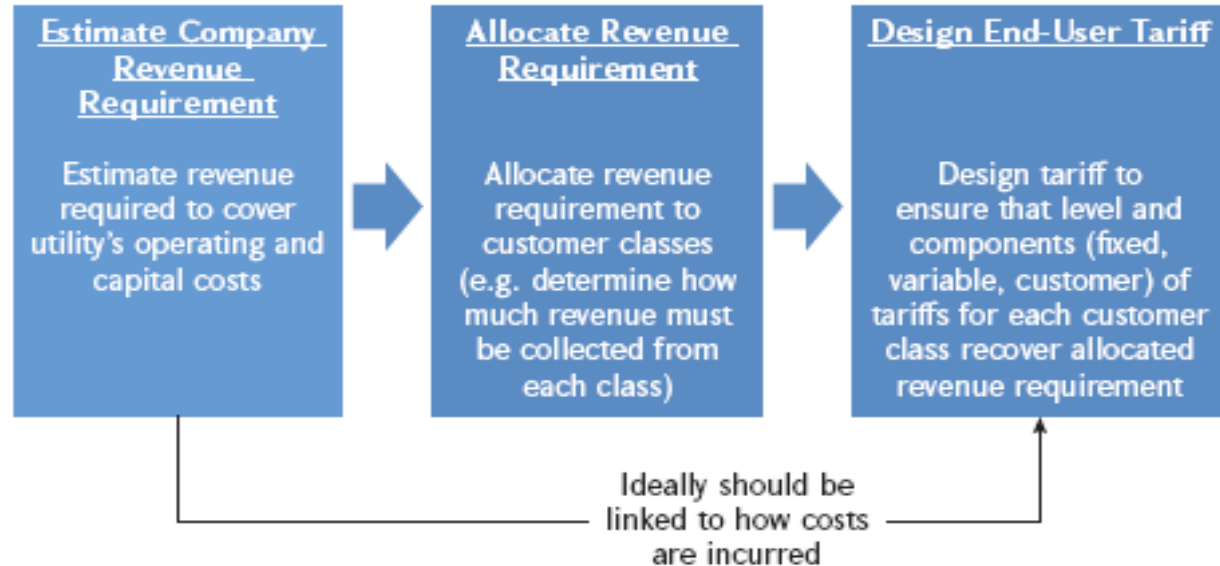 Estimate Company
Revenue
Requirement
Estimate revenue
required to cover
utility's operating and
capital costs
Allocate Revenue
Requirement
Allocate revenue
requirement to
customer classes
(e.g. determine how
much revenue must
be collected from
each class)
Design End-User Tariff
Design tariff to
ensure that level and
components (fixed,
variable, customer) of
tariffs for each customer
class recover allocated
revenue requirement
Ideally should be
linked to how costs
are incurred